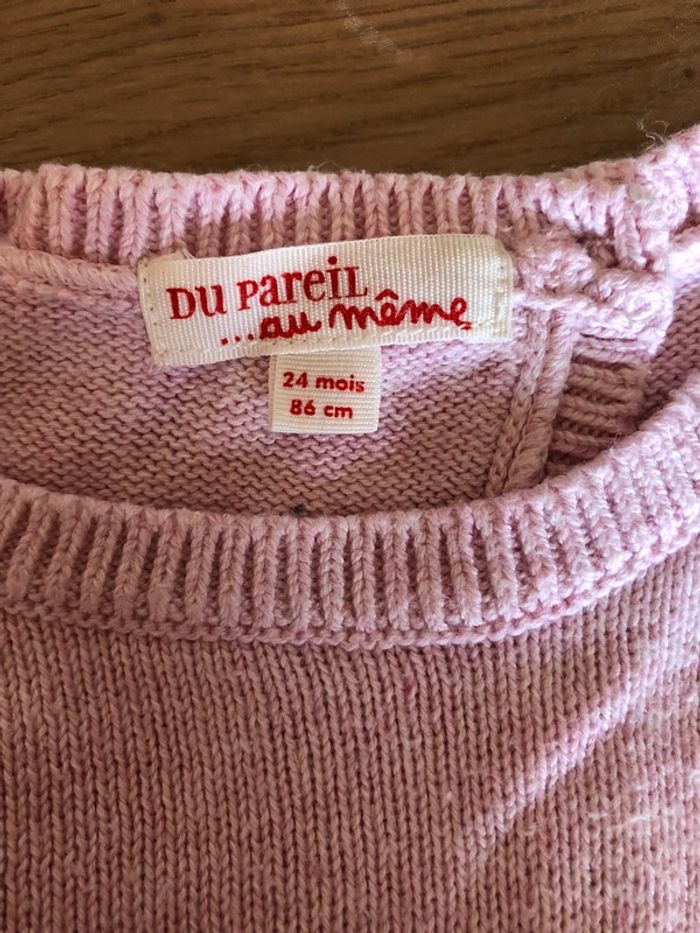 DU PAREIL
...au même
24 mois
86 cm